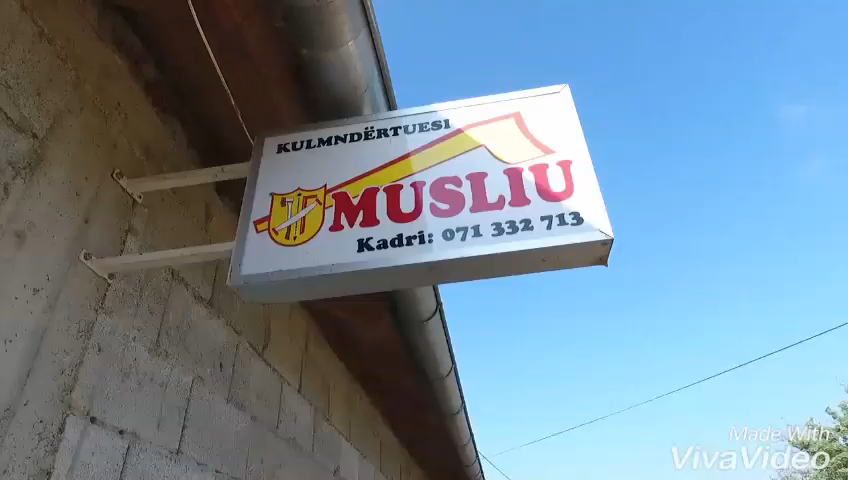 KULMNDËRTUESI
MUSLIU
Kadri: 071 332 713
Made With
VivaVideo